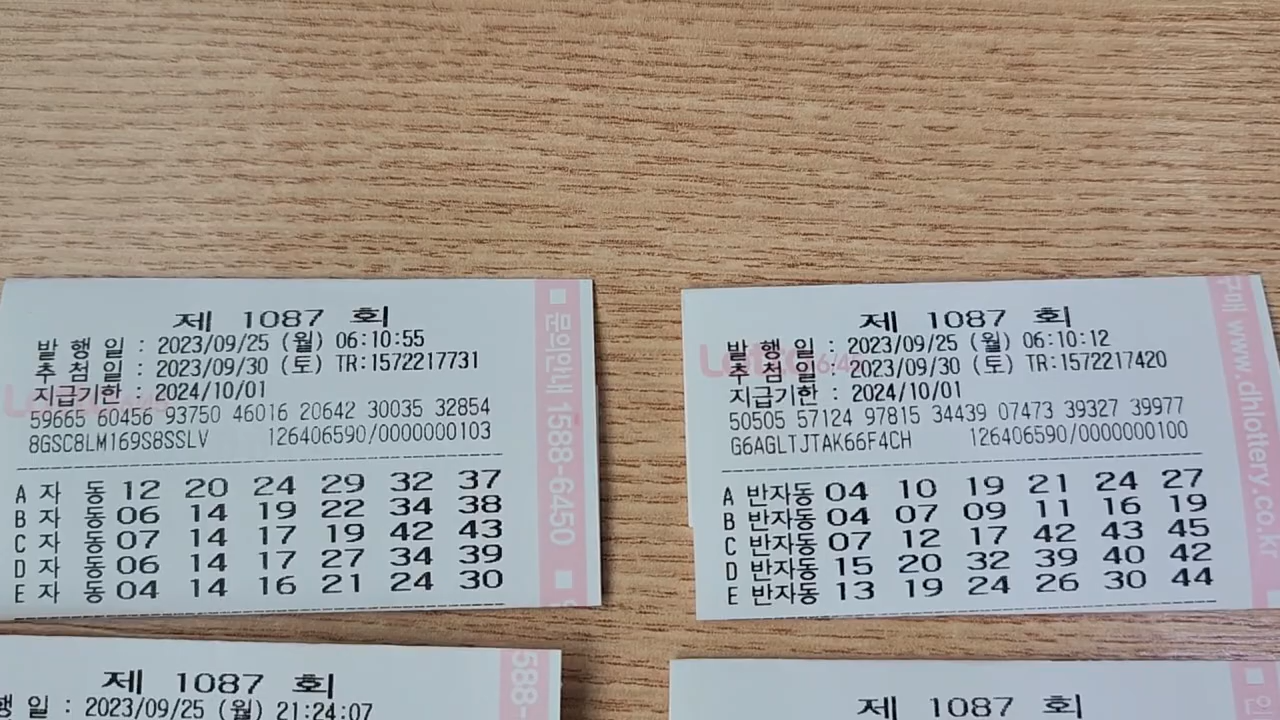 제 1087 회
발 행 일 : 2023/09/25 (월) 06:10:55
추 첨 일 : 2023/09/30 (토) TR:1572217731
지급기한 : 2024/10/01
59665 60456 93750 46016 20642 30035 32854
8GSC8LM169S8SSLV 126406590/0000000103
A 자 동 12 20 24 29 32 37
B 자 동 06 14 19 22 34 38
C 자 동 07 14 17 19 42 43
D 자 동 06 14 17 27 34 39
E 자 동 04 14 16 21 24 30
■ 문의안내 1588-6450 ■
제 1087 회
발 행 일 : 2023/09/25 (월) 06:10:12
추 첨 일 : 2023/09/30 (토) TR:1572217420
지급기한 : 2024/10/01
50505 57124 97815 34439 07473 39327 39977
G6AGLTJTAK66F4CH 126406590/0000000100
A 반자동 04 10 19 21 24 27
B 반자동 04 07 09 11 16 19
C 반자동 07 12 17 42 43 45
D 반자동 15 20 32 39 40 42
E 반자동 13 19 24 26 30 44
구매 www.dhlottery.co.kr
제 1087 회
행 일 : 2023/09/25 (월) 21:24:07
588-
제 1087 회
■ 인